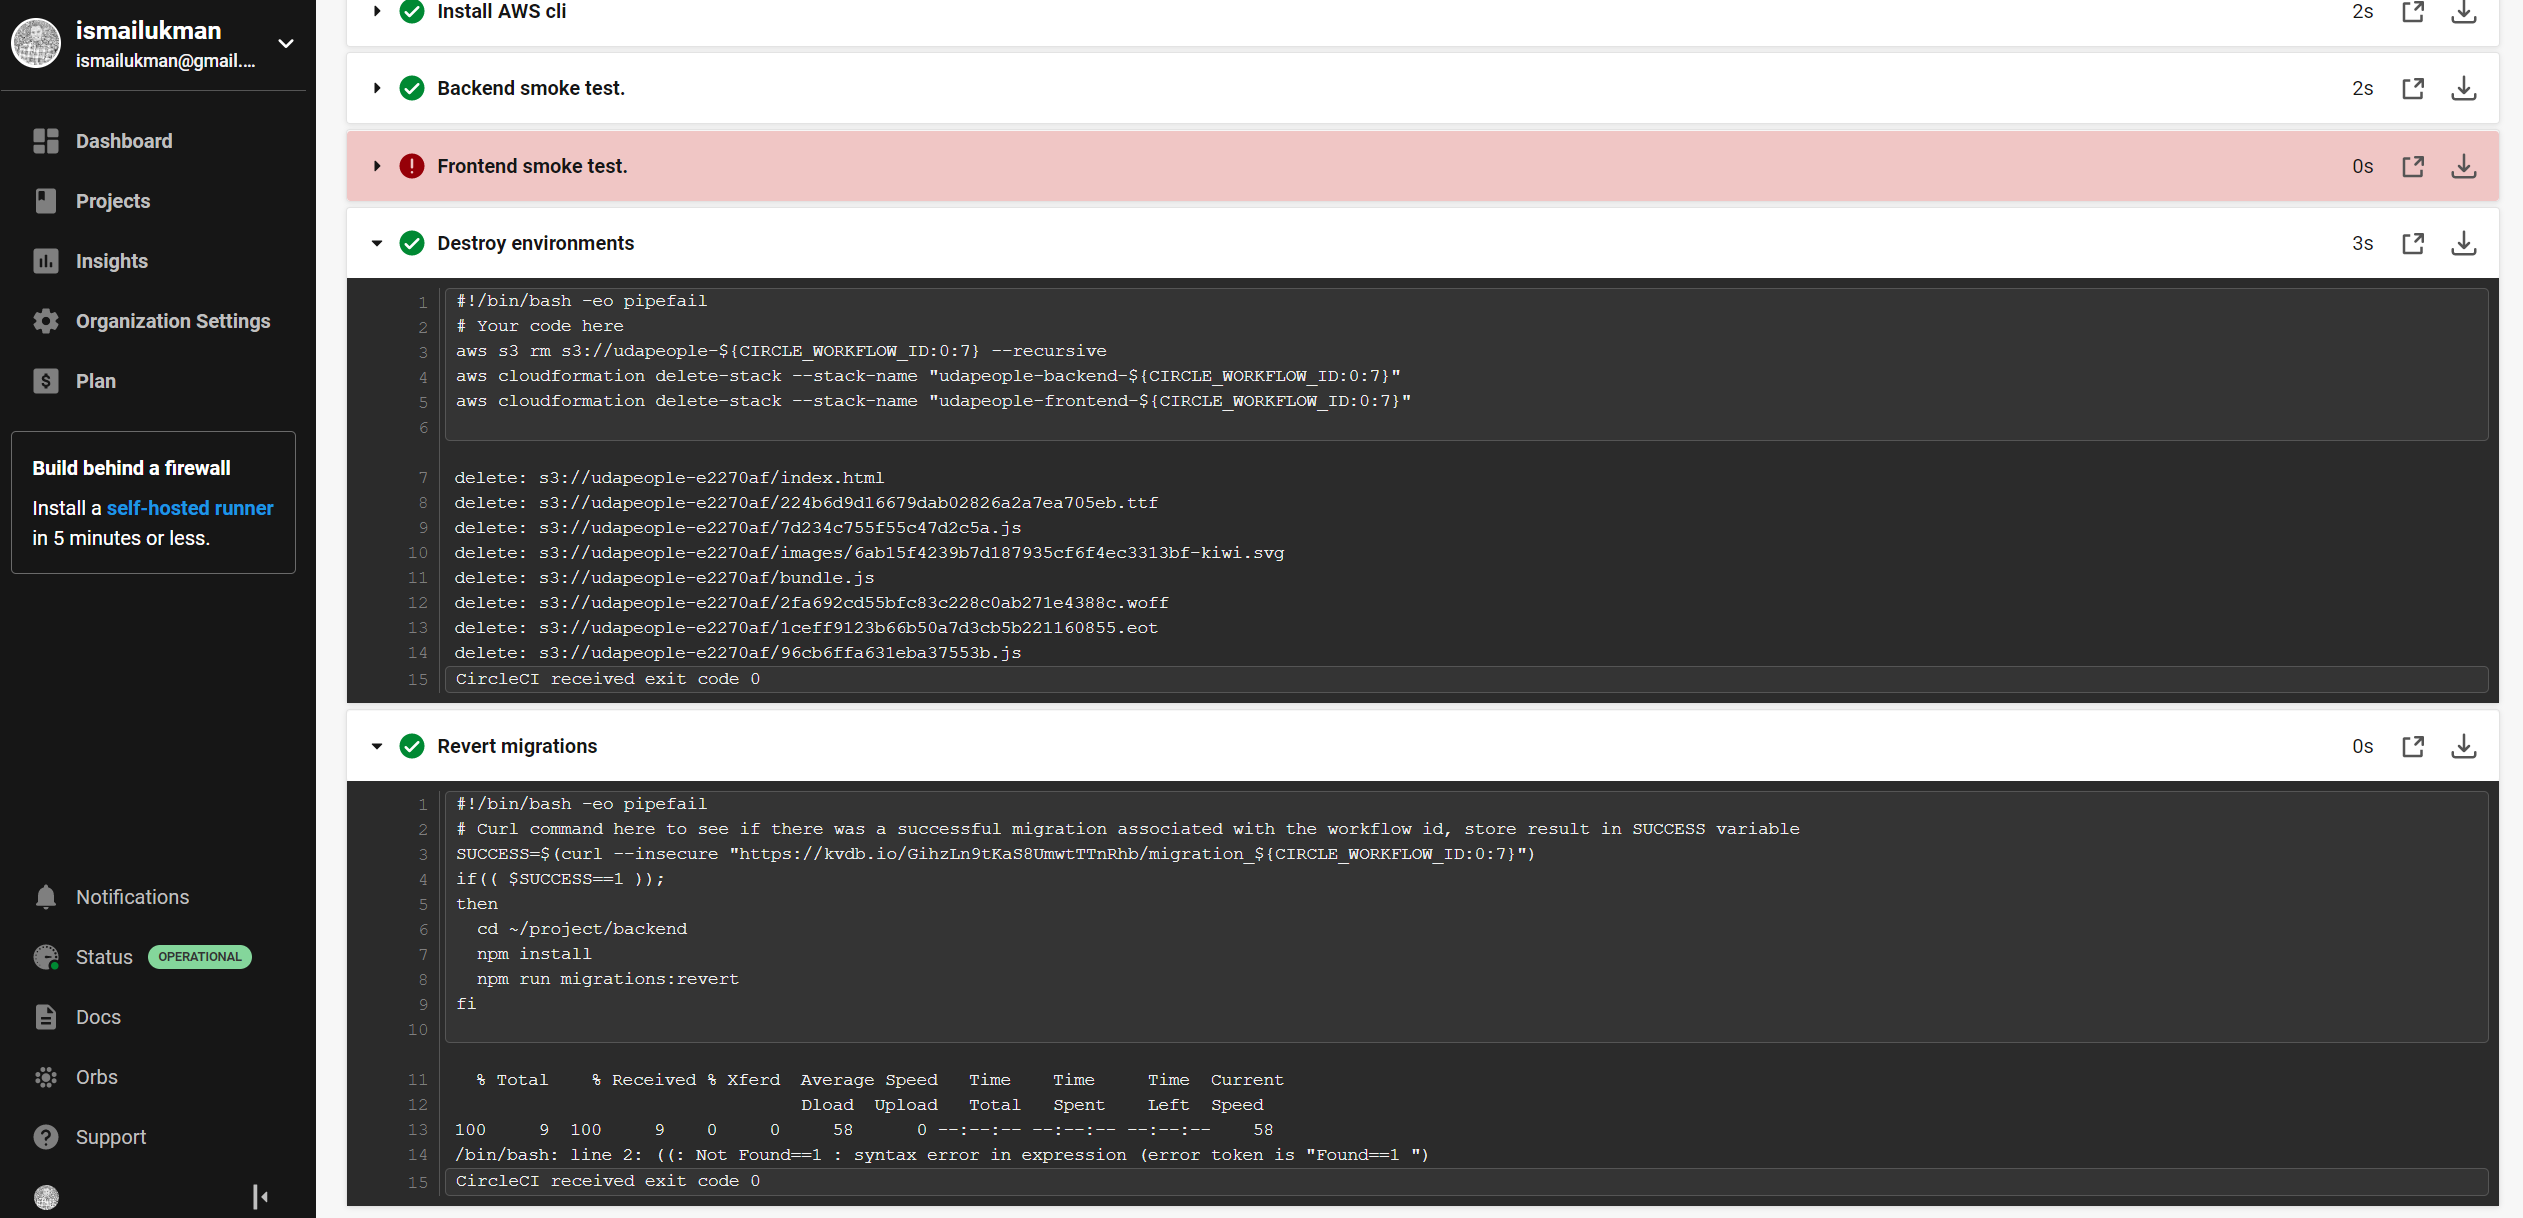 ismailukman
ismailukman@gmail....
Dashboard
Projects
Insights
Organization Settings
Plan
Build behind a firewall
Install a self-hosted runner
in 5 minutes or less.
Notifications
Status OPERATIONAL
Docs
Orbs
Support
Install AWS cli 2s
Backend smoke test. 2s
Frontend smoke test. 0s
Destroy environments 3s
1 #!/bin/bash -eo pipefail
2 # Your code here
3 aws s3 rm s3://udapeople-${CIRCLE_WORKFLOW_ID:0:7} --recursive
4 aws cloudformation delete-stack --stack-name "udapeople-backend-${CIRCLE_WORKFLOW_ID:0:7}"
5 aws cloudformation delete-stack --stack-name "udapeople-frontend-${CIRCLE_WORKFLOW_ID:0:7}"
6
7 delete: s3://udapeople-e2270af/index.html
8 delete: s3://udapeople-e2270af/224b6d9d16679dab02826a2a7ea705eb.ttf
9 delete: s3://udapeople-e2270af/7d234c755f55c47d2c5a.js
10 delete: s3://udapeople-e2270af/images/6ab15f4239b7d187935cf6f4ec3313bf-kiwi.svg
11 delete: s3://udapeople-e2270af/bundle.js
12 delete: s3://udapeople-e2270af/2fa692cd55bfc83c228c0ab271e4388c.woff
13 delete: s3://udapeople-e2270af/1ceff9123b66b50a7d3cb5b221160855.eot
14 delete: s3://udapeople-e2270af/96cb6ffa631eba37553b.js
15 CircleCI received exit code 0
Revert migrations 0s
1 #!/bin/bash -eo pipefail
2 # Curl command here to see if there was a successful migration associated with the workflow id, store result in SUCCESS variable
3 SUCCESS=$(curl --insecure "https://kvdb.io/GihzLn9tKaS8UmwtTTnRhb/migration_${CIRCLE_WORKFLOW_ID:0:7}")
4 if(( $SUCCESS==1 ));
5 then
6 cd ~/project/backend
7 npm install
8 npm run migrations:revert
9 fi
10
11 % Total % Received % Xferd Average Speed Time Time Time Current
12 Dload Upload Total Spent Left Speed
13 100 9 100 9 0 0 58 0 --:--:-- --:--:-- --:--:-- 58
14 /bin/bash: line 2: ((: Not Found==1 : syntax error in expression (error token is "Found==1 ")
15 CircleCI received exit code 0